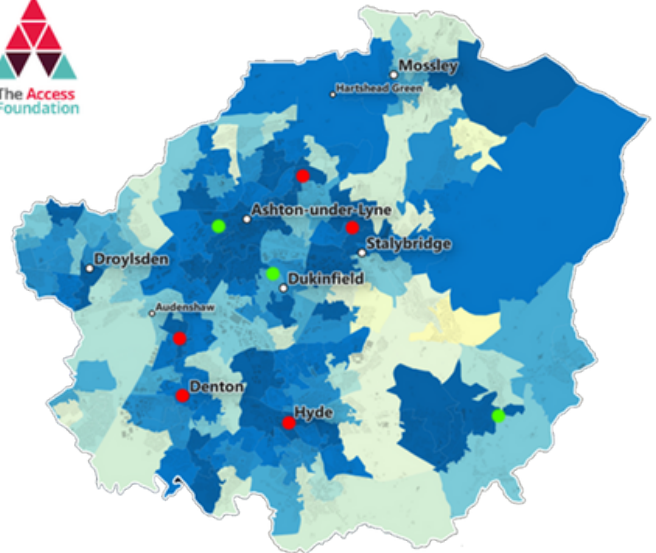 The Access
Foundation
Mossley
Hartshead Green
Ashton-under-Lyne
Stalybridge
Droylsden
Dukinfield
Audenshaw
Denton
Hyde